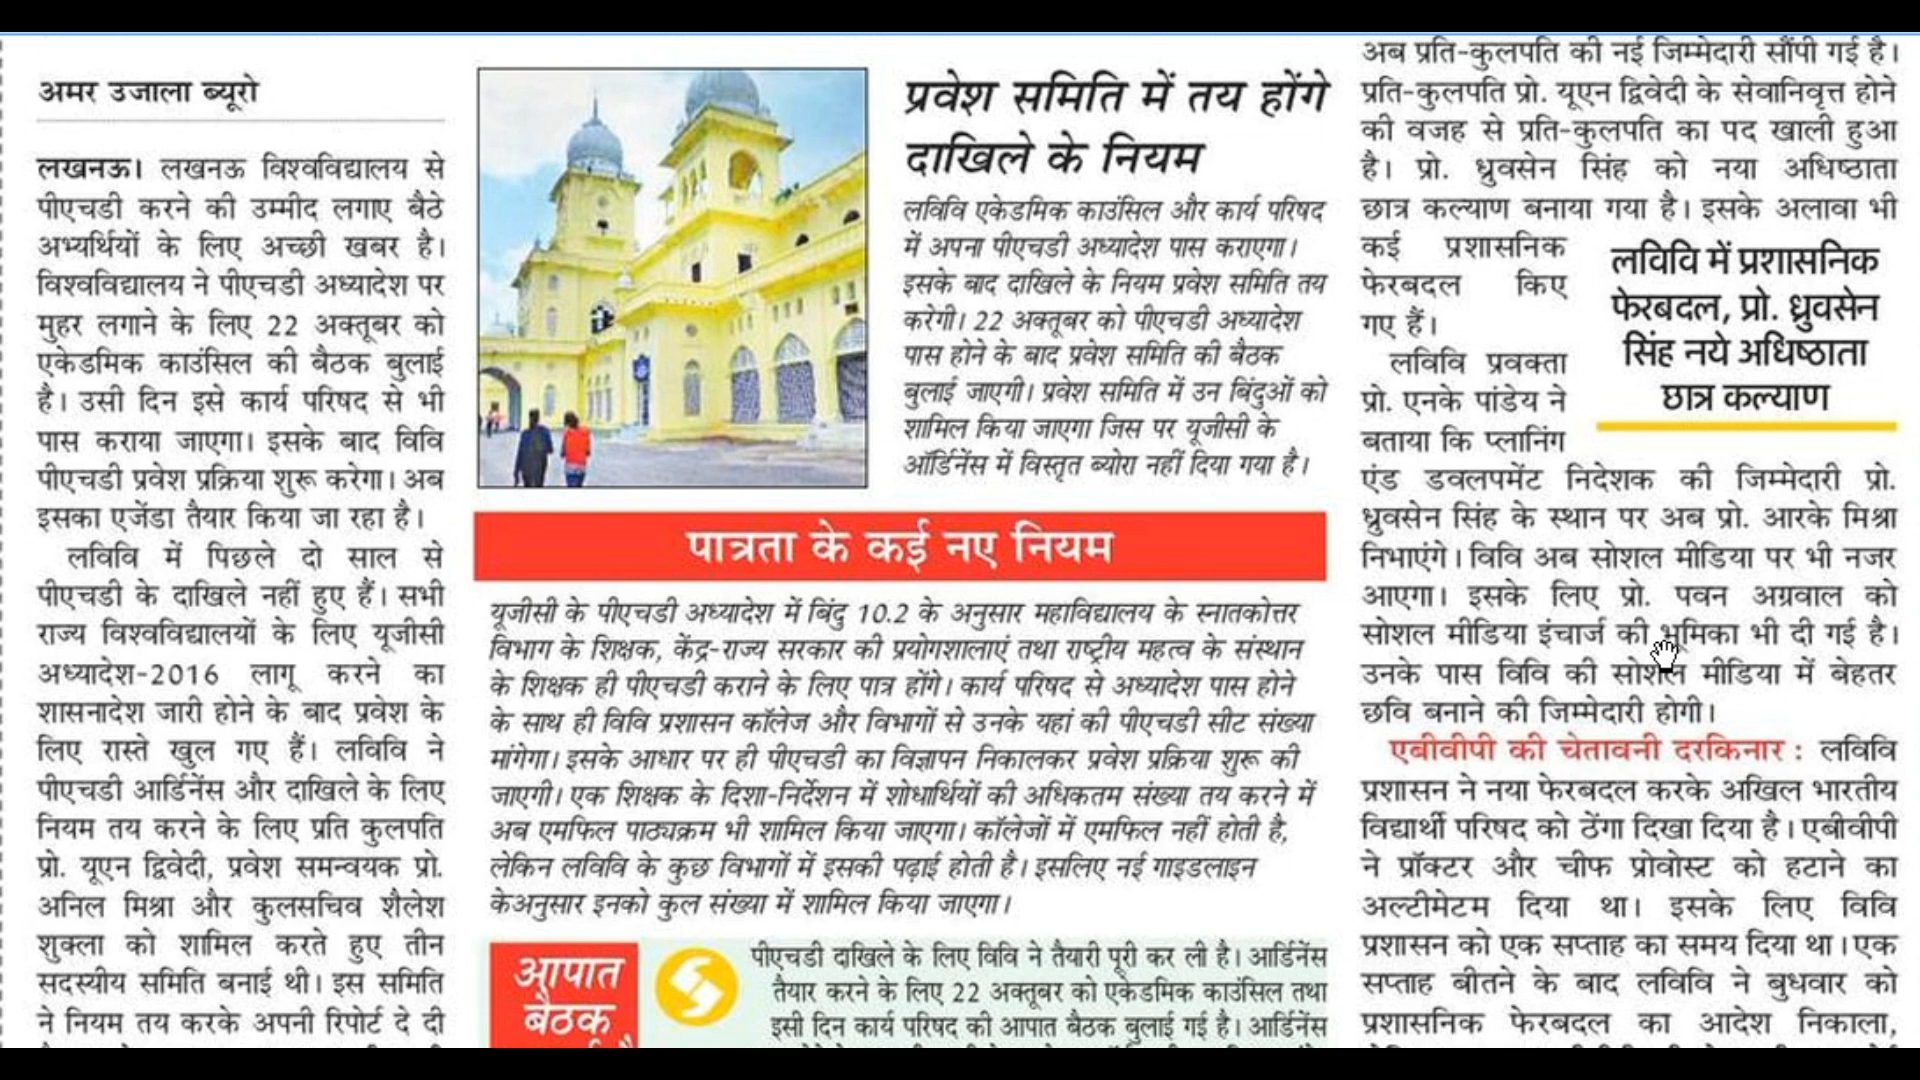 अमर उजाला ब्यूरो
लखनऊ। लखनऊ विश्वविद्यालय से
पीएचडी करने की उम्मीद लगाए बैठे
अभ्यर्थियों के लिए अच्छी खबर है।
विश्वविद्यालय ने पीएचडी अध्यादेश पर
मुहर लगाने के लिए 22 अक्तूबर को
एकेडमिक काउंसिल की बैठक बुलाई
है। उसी दिन इसे कार्य परिषद से भी
पास कराया जाएगा। इसके बाद विवि
पीएचडी प्रवेश प्रक्रिया शुरू करेगा। अब
इसका एजेंडा तैयार किया जा रहा है।
लविवि में पिछले दो साल से
पीएचडी के दाखिले नहीं हुए हैं। सभी
राज्य विश्वविद्यालयों के लिए यूजीसी
अध्यादेश-2016 लागू करने का
शासनादेश जारी होने के बाद प्रवेश के
लिए रास्ते खुल गए हैं। लविवि ने
पीएचडी आर्डिनेंस और दाखिले के लिए
नियम तय करने के लिए प्रति कुलपति
प्रो. यूएन द्विवेदी, प्रवेश समन्वयक प्रो.
अनिल मिश्रा और कुलसचिव शैलेश
शुक्ला को शामिल करते हुए तीन
सदस्यीय समिति बनाई थी। इस समिति
ने नियम तय करके अपनी रिपोर्ट दे दी
प्रवेश समिति में तय होंगे
दाखिले के नियम
लविवि एकेडमिक काउंसिल और कार्य परिषद
में अपना पीएचडी अध्यादेश पास कराएगा।
इसके बाद दाखिले के नियम प्रवेश समिति तय
करेगी। 22 अक्तूबर को पीएचडी अध्यादेश
पास होने के बाद प्रवेश समिति की बैठक
बुलाई जाएगी। प्रवेश समिति में उन बिंदुओं को
शामिल किया जाएगा जिस पर यूजीसी के
ऑर्डिनेंस में विस्तृत ब्योरा नहीं दिया गया है।
पात्रता के कई नए नियम
यूजीसी के पीएचडी अध्यादेश में बिंदु 10.2 के अनुसार महाविद्यालय के स्नातकोत्तर
विभाग के शिक्षक, केंद्र-राज्य सरकार की प्रयोगशालाएं तथा राष्ट्रीय महत्व के संस्थान
के शिक्षक ही पीएचडी कराने के लिए पात्र होंगे। कार्य परिषद से अध्यादेश पास होने
के साथ ही विवि प्रशासन कॉलेज और विभागों से उनके यहां की पीएचडी सीट संख्या
मांगेगा। इसके आधार पर ही पीएचडी का विज्ञापन निकालकर प्रवेश प्रक्रिया शुरू की
जाएगी। एक शिक्षक के दिशा-निर्देशन में शोधार्थियों की अधिकतम संख्या तय करने में
अब एमफिल पाठ्यक्रम भी शामिल किया जाएगा। कॉलेजों में एमफिल नहीं होती है,
लेकिन लविवि के कुछ विभागों में इसकी पढ़ाई होती है। इसलिए नई गाइडलाइन
केअनुसार इनको कुल संख्या में शामिल किया जाएगा।
आपात
बैठक
पीएचडी दाखिले के लिए विवि ने तैयारी पूरी कर ली है। आर्डिनेंस
तैयार करने के लिए 22 अक्तूबर को एकेडमिक काउंसिल तथा
इसी दिन कार्य परिषद की आपात बैठक बुलाई गई है। आर्डिनेंस
अब प्रति-कुलपति की नई जिम्मेदारी सौंपी गई है।
प्रति-कुलपति प्रो. यूएन द्विवेदी के सेवानिवृत्त होने
की वजह से प्रति-कुलपति का पद खाली हुआ
है। प्रो. ध्रुवसेन सिंह को नया अधिष्ठाता
छात्र कल्याण बनाया गया है। इसके अलावा भी
कई प्रशासनिक
फेरबदल किए
गए हैं।
लविवि प्रवक्ता
प्रो. एनके पांडेय ने
बताया कि प्लानिंग
लविवि में प्रशासनिक
फेरबदल, प्रो. ध्रुवसेन
सिंह नये अधिष्ठाता
छात्र कल्याण
एंड डवलपमेंट निदेशक की जिम्मेदारी प्रो.
ध्रुवसेन सिंह के स्थान पर अब प्रो. आरके मिश्रा
निभाएंगे। विवि अब सोशल मीडिया पर भी नजर
आएगा। इसके लिए प्रो. पवन अग्रवाल को
सोशल मीडिया इंचार्ज की भूमिका भी दी गई है।
उनके पास विवि की सोशल मीडिया में बेहतर
छवि बनाने की जिम्मेदारी होगी।
एबीवीपी की चेतावनी दरकिनार : लविवि
प्रशासन ने नया फेरबदल करके अखिल भारतीय
विद्यार्थी परिषद को ठेंगा दिखा दिया है। एबीवीपी
ने प्रॉक्टर और चीफ प्रोवोस्ट को हटाने का
अल्टीमेटम दिया था। इसके लिए विवि
प्रशासन को एक सप्ताह का समय दिया था। एक
सप्ताह बीतने के बाद लविवि ने बुधवार को
प्रशासनिक फेरबदल का आदेश निकाला,